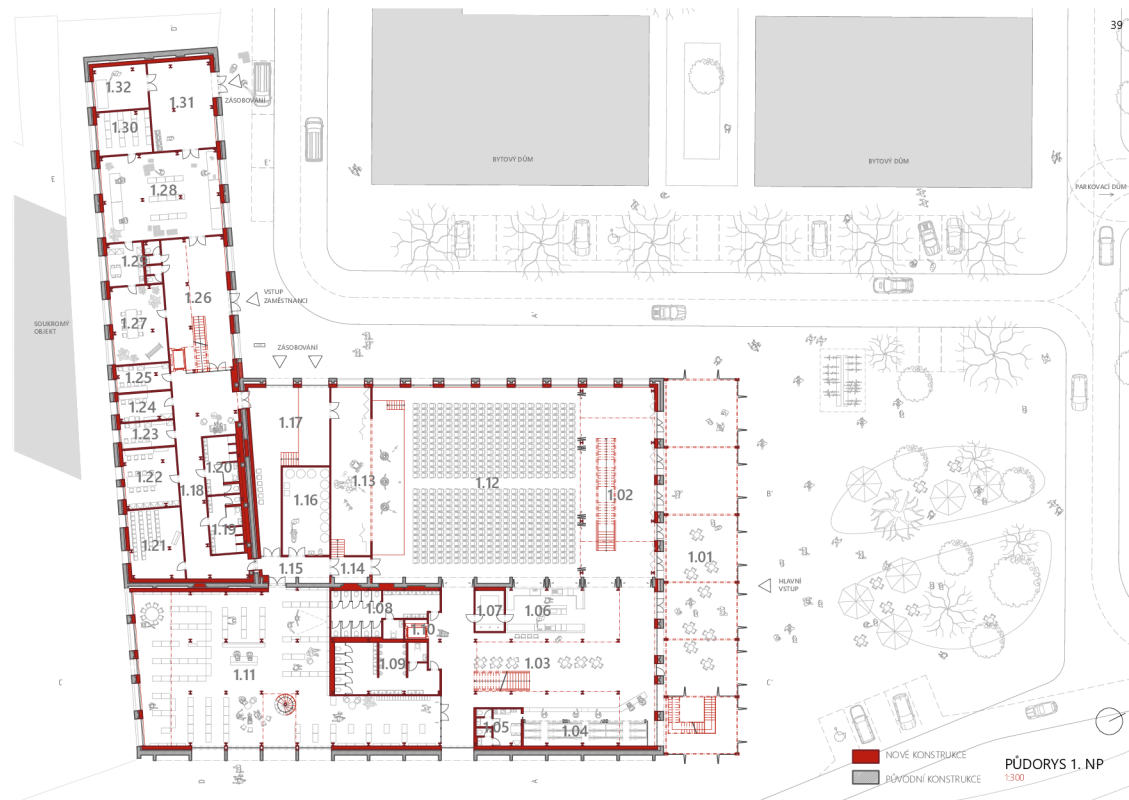 39
D
1.32
1.31
ZÁSOBOVÁNÍ
1.30
BYTOVÝ DŮM
BYTOVÝ DŮM
E'
E
1.28
PARKOVACÍ DŮM
1.29
1.26
VSTUP
ZAMĚSTNANCI
1.27
SOUKROMÝ
OBJEKT
A'
ZÁSOBOVÁNÍ
1.25
1.24
1.23
1.17
1.22
1.20
1.18
1.16
1.13
1.12
1.02
B'
1.19
1.21
1.01
1.15
1.14
HLAVNÍ
VSTUP
1.08
1.07
1.06
1.10
1.09
1.03
1.11
C
C'
1.05
1.04
D
A
NOVÉ KONSTRUKCE
PŮVODNÍ KONSTRUKCE
PŮDORYS 1. NP
1:300